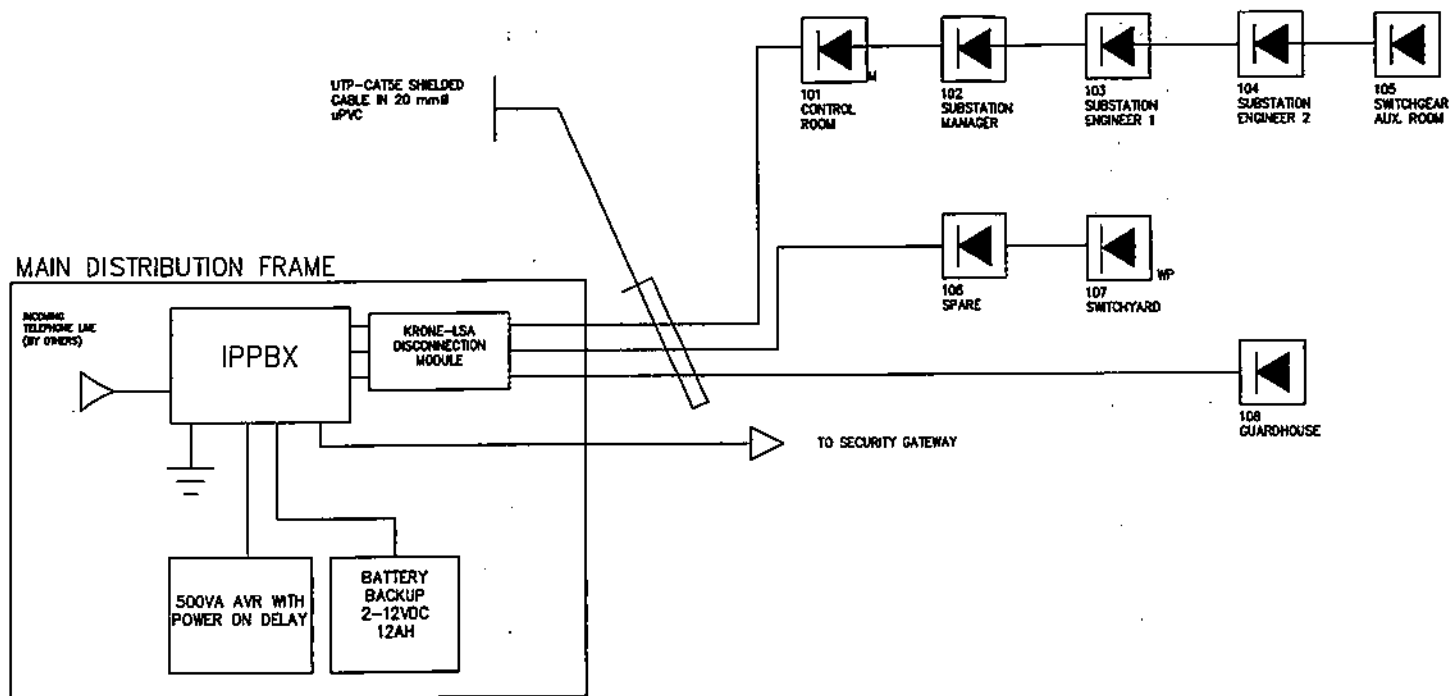 UTP-CAT5E SHIELDED
CABLE IN 20 mmØ
uPVC
M
101
CONTROL
ROOM
102
SUBSTATION
MANAGER
103
SUBSTATION
ENGINEER 1
104
SUBSTATION
ENGINEER 2
105
SWITCHGEAR
AUX. ROOM
106
SPARE
WP
107
SWITCHYARD
MAIN DISTRIBUTION FRAME
INCOMING
TELEPHONE LINE
(BY OTHERS)
IPPBX
KRONE-LSA
DISCONNECTION
MODULE
108
GUARDHOUSE
TO SECURITY GATEWAY
500VA AVR WITH
POWER ON DELAY
BATTERY
BACKUP
2-12VDC
12AH